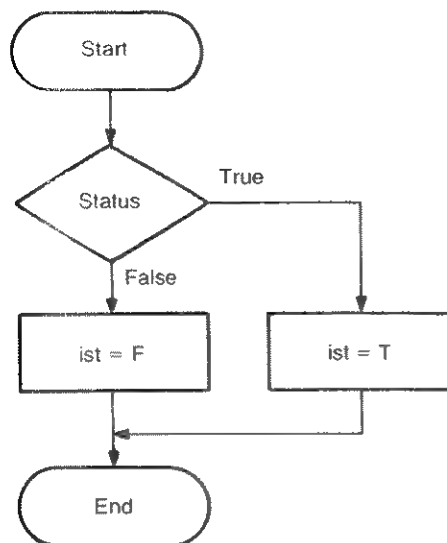 Start
Status
True
False
ist = F
ist = T
End